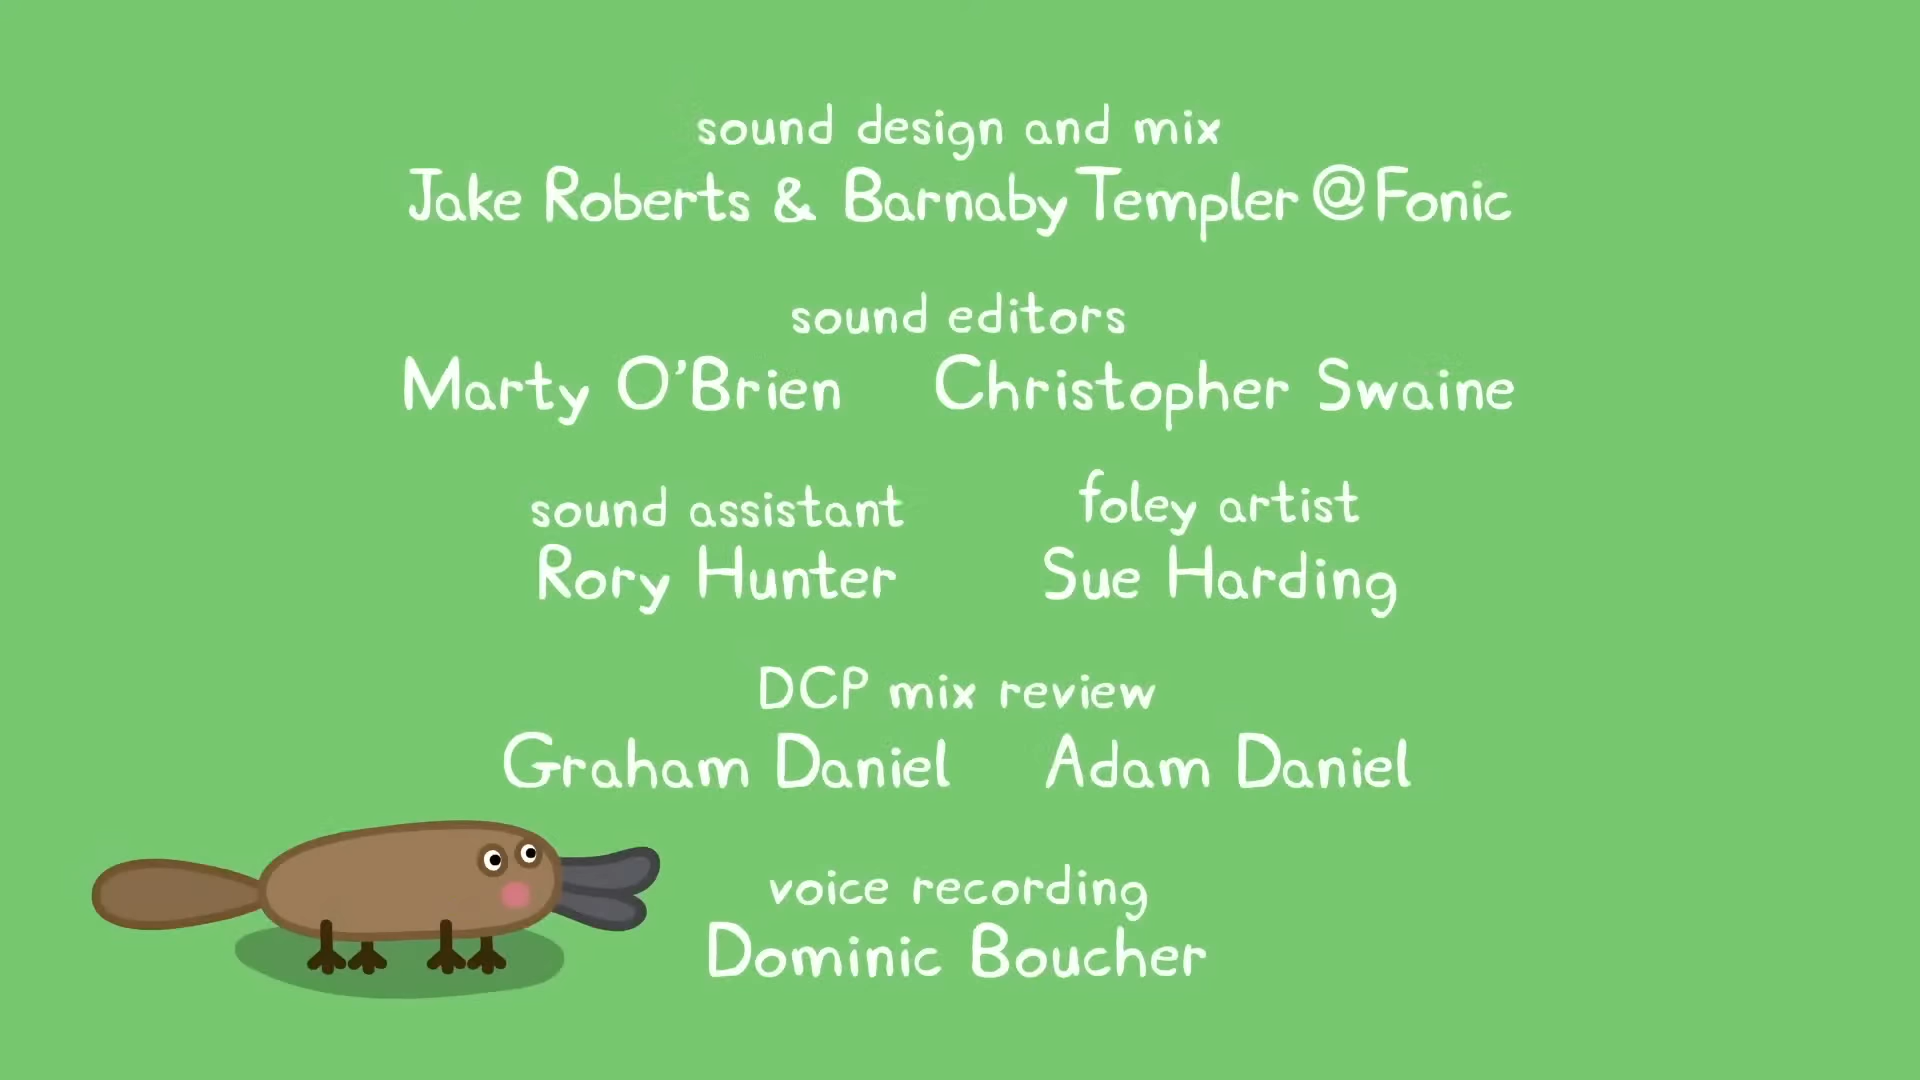 sound design and mix
Jake Roberts & Barnaby Templer @ Fonic
sound editors
Marty O'Brien Christopher Swaine
sound assistant foley artist
Rory Hunter Sue Harding
DCP mix review
Graham Daniel Adam Daniel
voice recording
Dominic Boucher